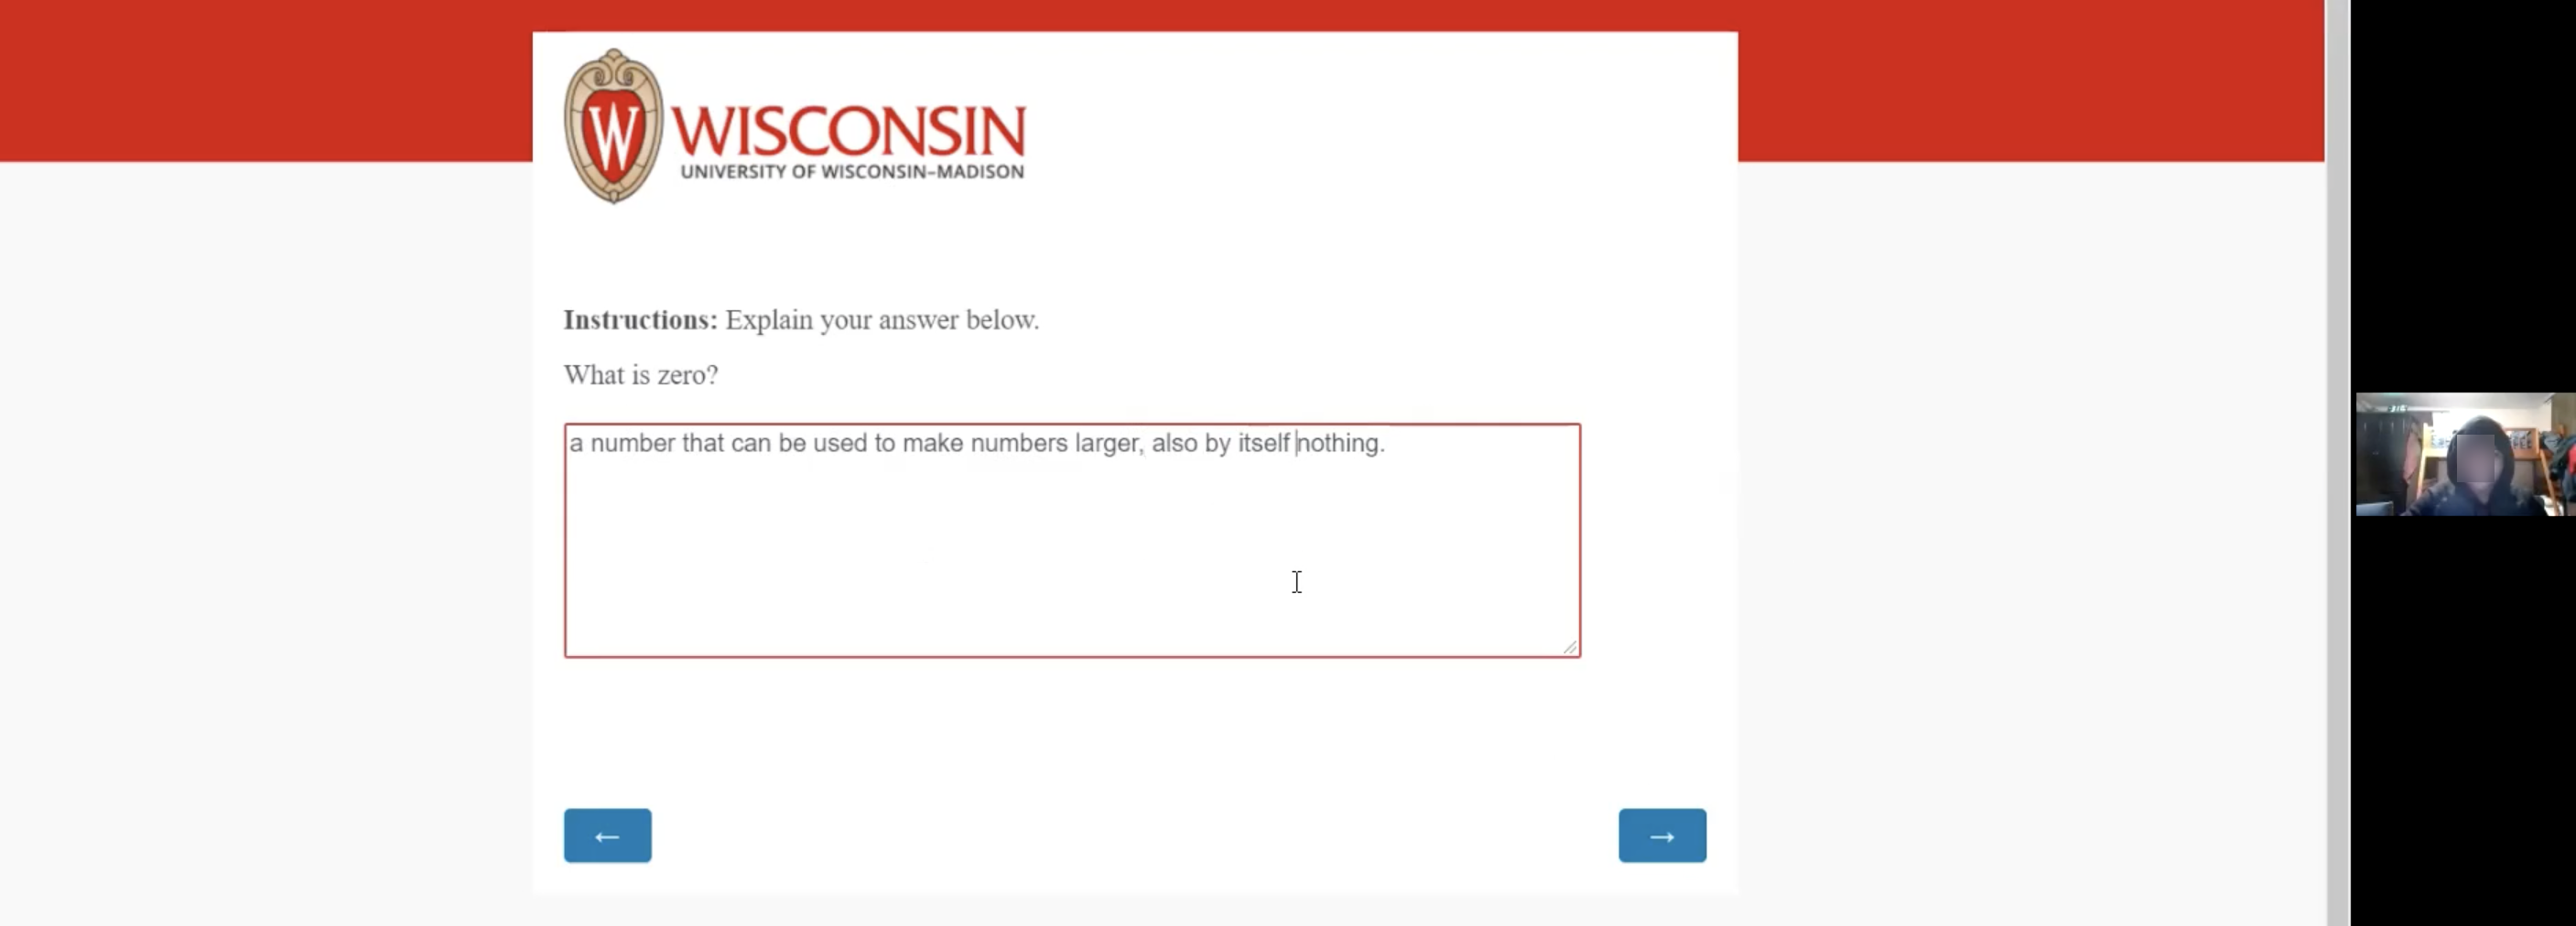 W WISCONSIN
UNIVERSITY OF WISCONSIN–MADISON
Instructions: Explain your answer below.
What is zero?
a number that can be used to make numbers larger, also by itself nothing.
←
→